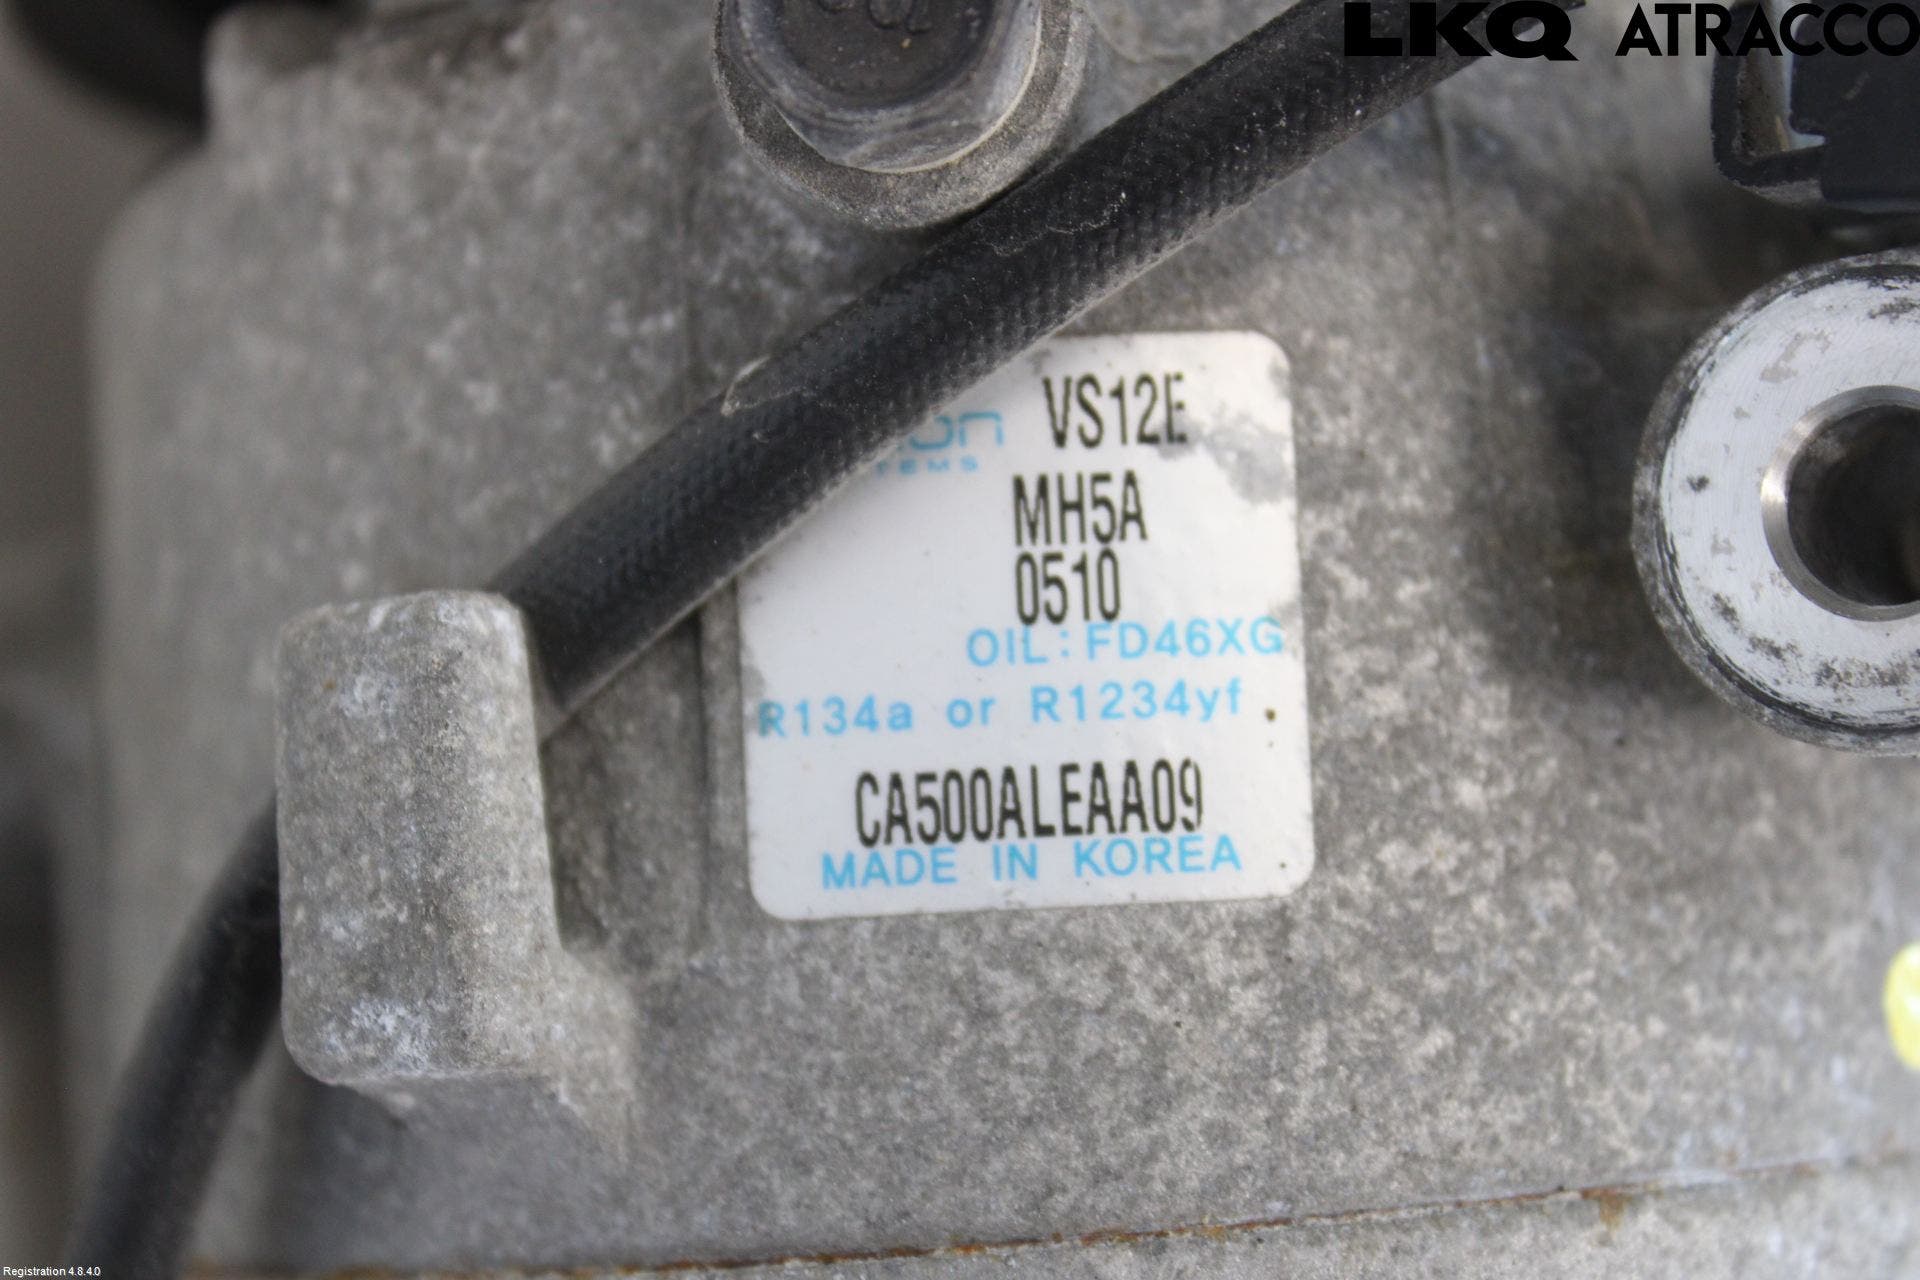 LKQ ATRACCO
VS12E
MH5A
0510
OIL: FD46XG
R134a or R1234yf
CA500ALEAA09
MADE IN KOREA
Registration 4.8.4.0